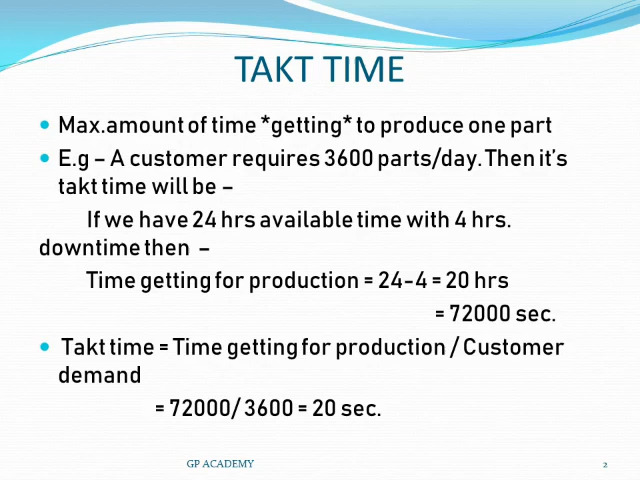 TAKT TIME
Max.amount of time *getting* to produce one part
E.g – A customer requires 3600 parts/day. Then it's
takt time will be –
If we have 24 hrs available time with 4 hrs.
downtime then –
Time getting for production = 24-4 = 20 hrs
= 72000 sec.
Takt time = Time getting for production / Customer
demand
= 72000/ 3600 = 20 sec.
GP ACADEMY
2